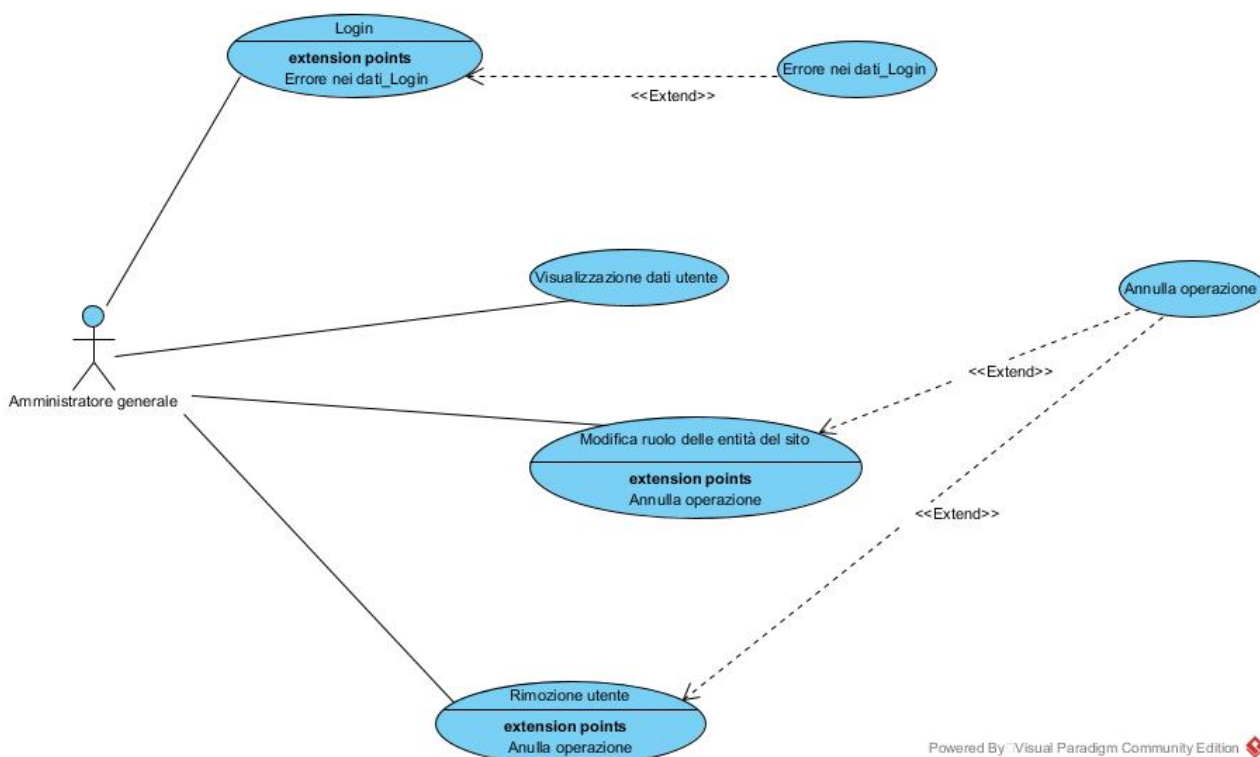 Login
extension points
Errore nei dati_Login
Errore nei dati_Login
<<Extend>>
Visualizzazione dati utente
Annulla operazione
<<Extend>>
Amministratore generale
Modifica ruolo delle entità del sito
extension points
Annulla operazione
<<Extend>>
Rimozione utente
extension points
Anulla operazione
Powered By Visual Paradigm Community Edition